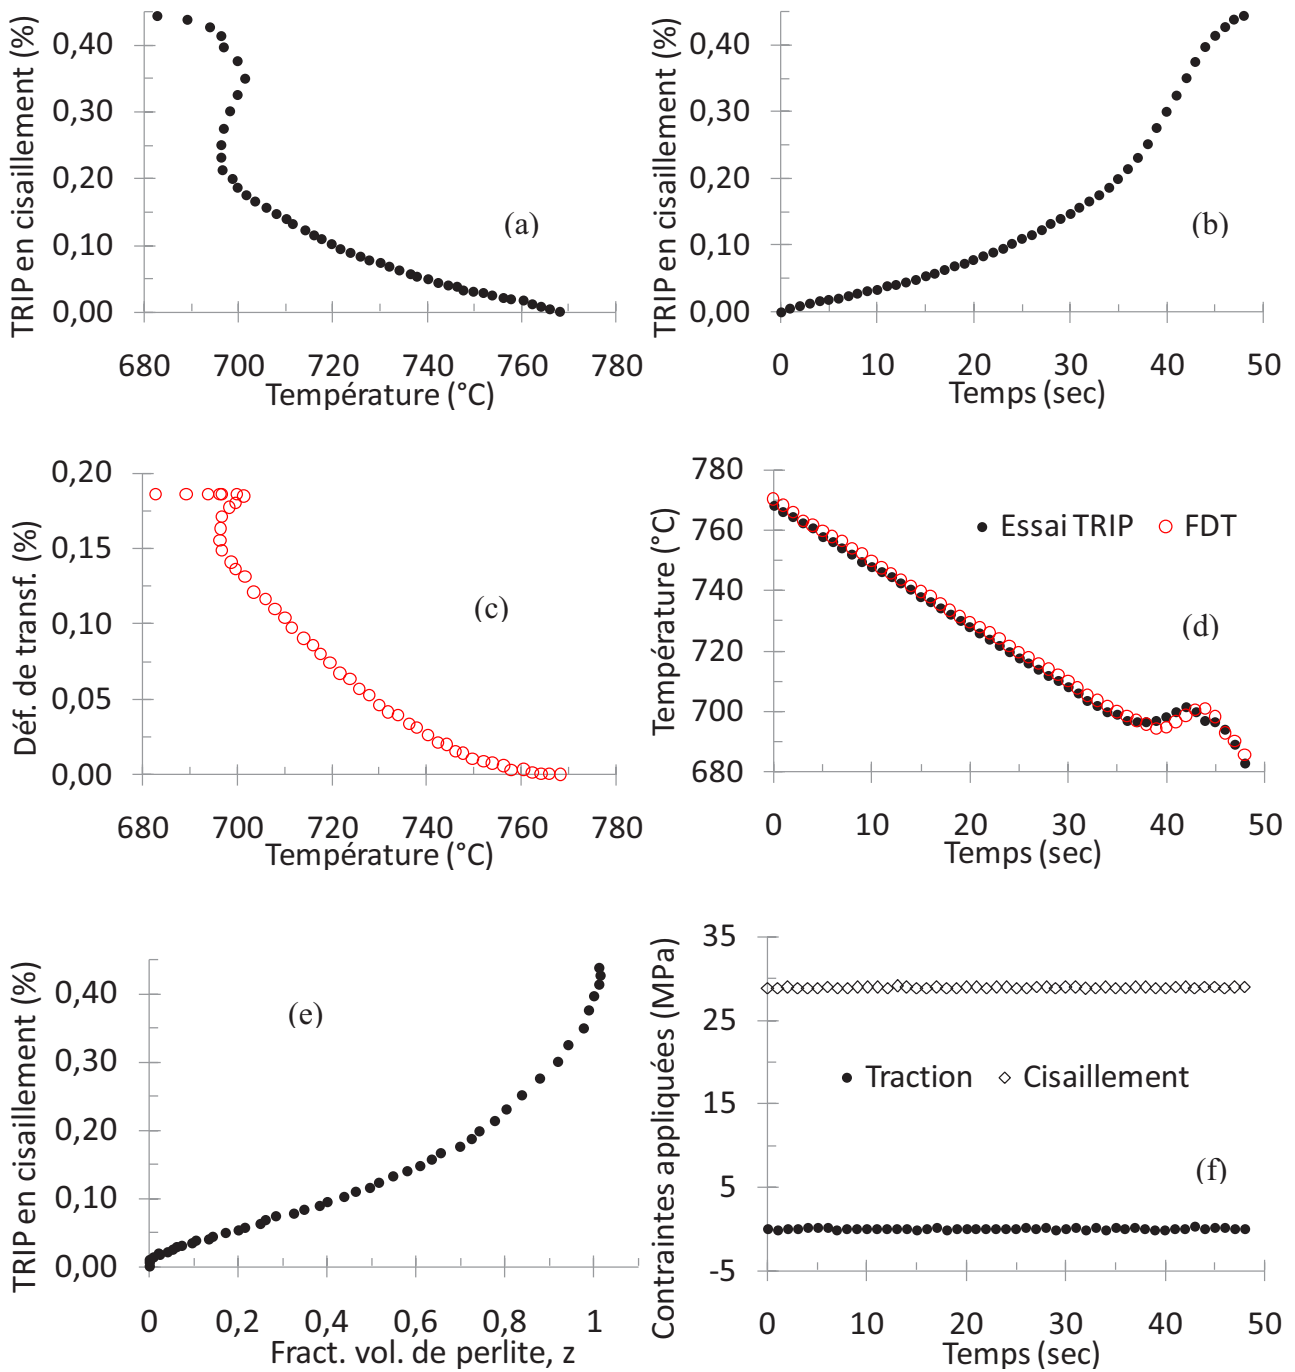 TRIP en cisaillement (%)
0,40
0,30
0,20
0,10
0,00
(a)
680 700 720 740 760 780
Température (°C)
TRIP en cisaillement (%)
0,40
0,30
0,20
0,10
0,00
(b)
0 10 20 30 40 50
Temps (sec)
Déf. de transf. (%)
0,20
0,15
0,10
0,05
0,00
(c)
680 700 720 740 760 780
Température (°C)
Température (°C)
780
760
740
720
700
680
Essai TRIP FDT
(d)
0 10 20 30 40 50
Temps (sec)
TRIP en cisaillement (%)
0,40
0,30
0,20
0,10
0,00
(e)
0 0,2 0,4 0,6 0,8 1
Fract. vol. de perlite, z
Contraintes appliquées (MPa)
35
25
15
5
-5
Traction Cisaillement
(f)
0 10 20 30 40 50
Temps (sec)